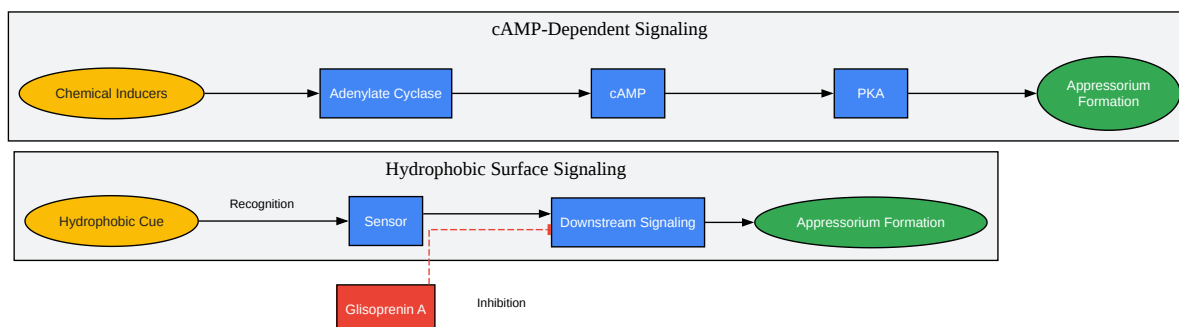 cAMP-Dependent Signaling
Chemical Inducers
Adenylate Cyclase
cAMP
PKA
Appressorium
Formation
Hydrophobic Surface Signaling
Hydrophobic Cue
Recognition
Sensor
Downstream Signaling
Appressorium Formation
Glisoprenin A
Inhibition